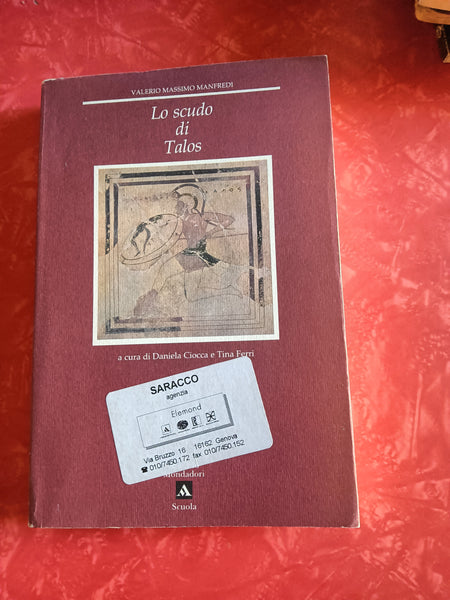 VALERIO MASSIMO MANFREDI
Lo scudo
di
Talos
a cura di Daniela Ciocca e Tina Ferri
SARACCO
agenzia
Elemond
A
Via Bruzzo 16 16162 Genova
☎ 010/7450.172 fax 010/7450.152
Mondadori
A
Scuola